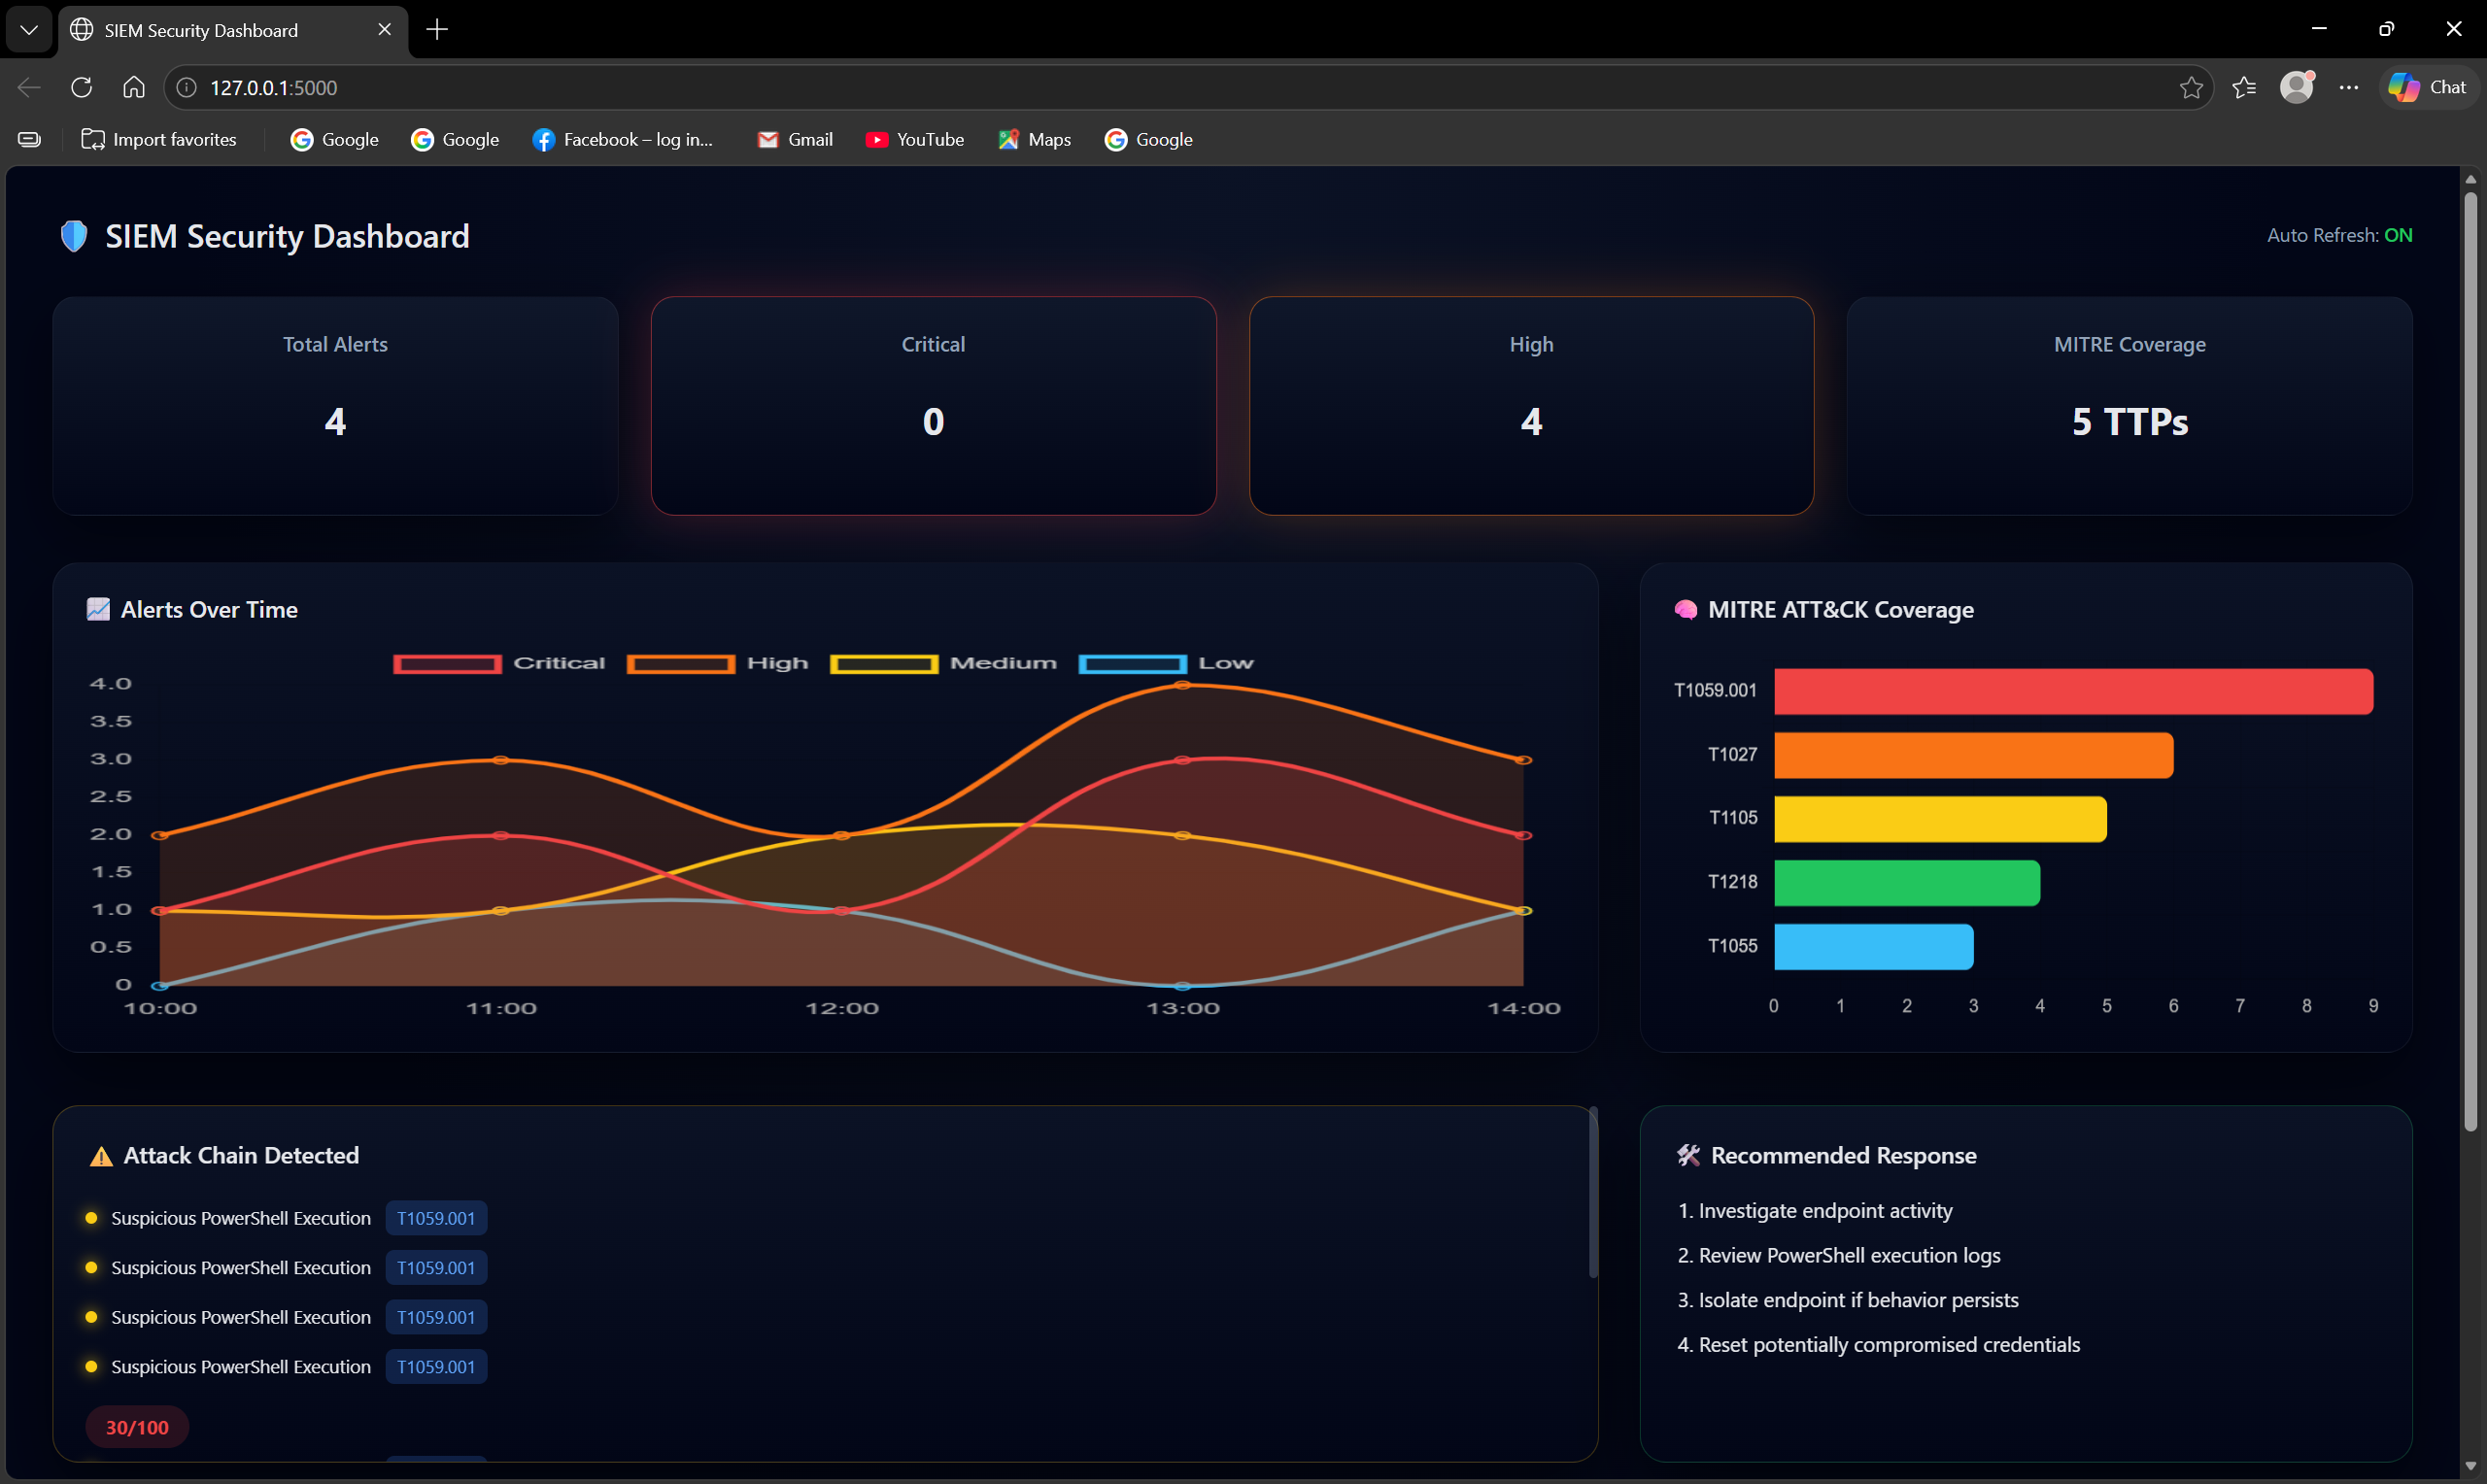 SIEM Security Dashboard
127.0.0.1:5000
Chat
Import favorites
Google
Google
Facebook – log in...
Gmail
YouTube
Maps
Google
SIEM Security Dashboard
Auto Refresh: ON
Total Alerts
4
Critical
0
High
4
MITRE Coverage
5 TTPs
Alerts Over Time
Critical
High
Medium
Low
4.0
3.5
3.0
2.5
2.0
1.5
1.0
0.5
0
10:00
11:00
12:00
13:00
14:00
MITRE ATT&CK Coverage
T1059.001
T1027
T1105
T1218
T1055
0
1
2
3
4
5
6
7
8
9
Attack Chain Detected
Suspicious PowerShell Execution T1059.001
Suspicious PowerShell Execution T1059.001
Suspicious PowerShell Execution T1059.001
Suspicious PowerShell Execution T1059.001
30/100
Recommended Response
1. Investigate endpoint activity
2. Review PowerShell execution logs
3. Isolate endpoint if behavior persists
4. Reset potentially compromised credentials